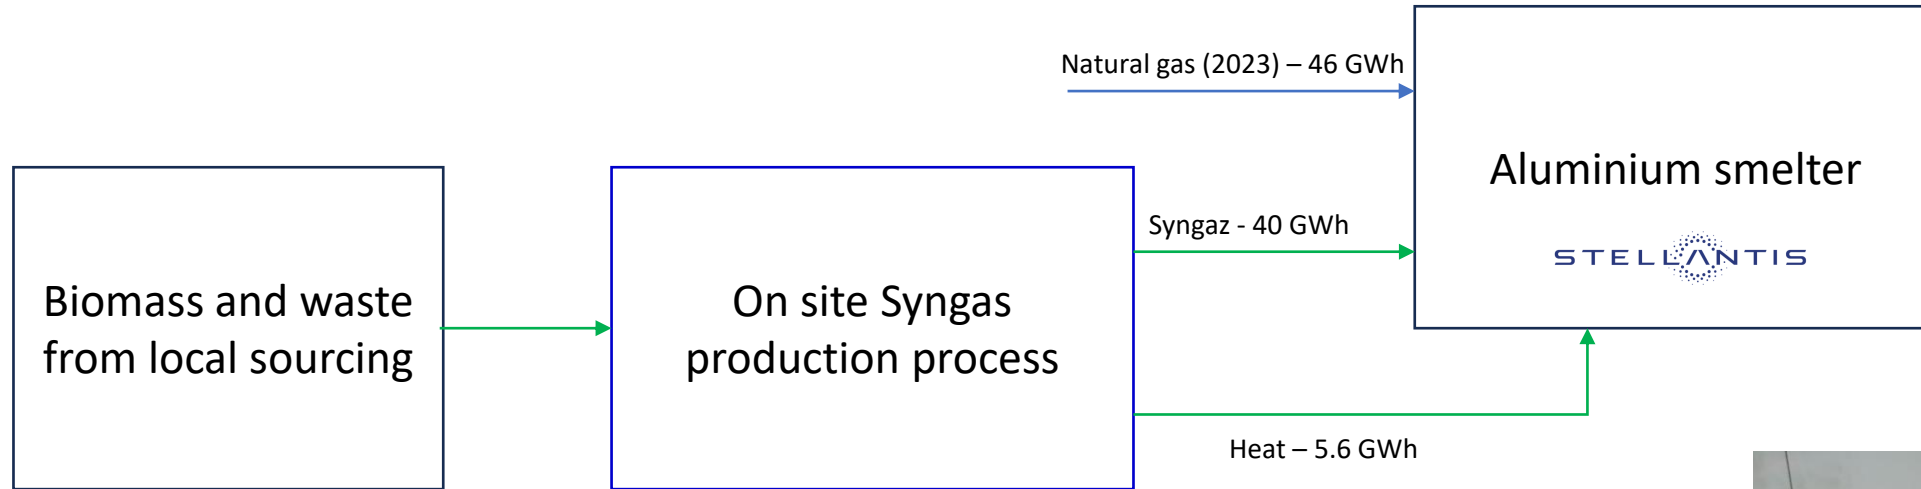 Natural gas (2023) – 46 GWh
Aluminium smelter
STELLANTIS
Syngaz - 40 GWh
Biomass and waste
from local sourcing
On site Syngas
production process
Heat – 5.6 GWh